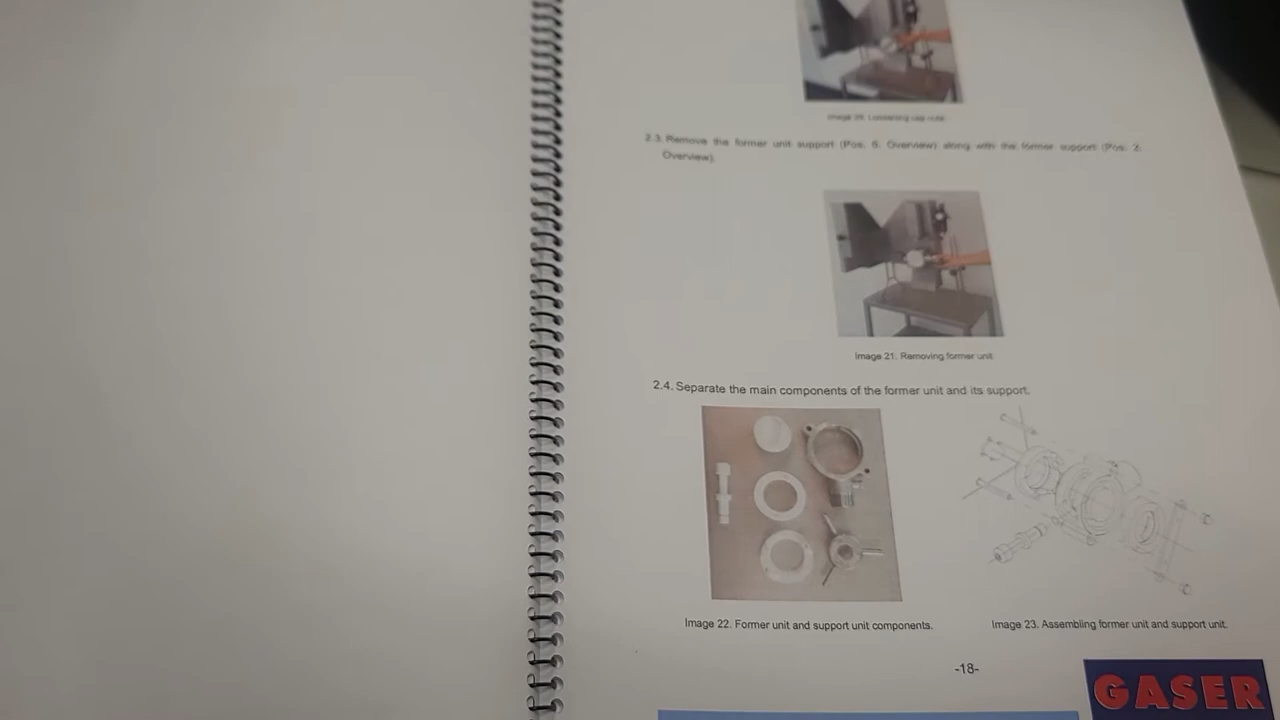 Image 20. Loosening cap nuts.
2.3. Remove the former unit support (Pos. 6. Overview) along with the former support (Pos. 2.
Overview).
Image 21. Removing former unit
2.4. Separate the main components of the former unit and its support.
Image 22. Former unit and support unit components.
Image 23. Assembling former unit and support unit.
-18-
GASER